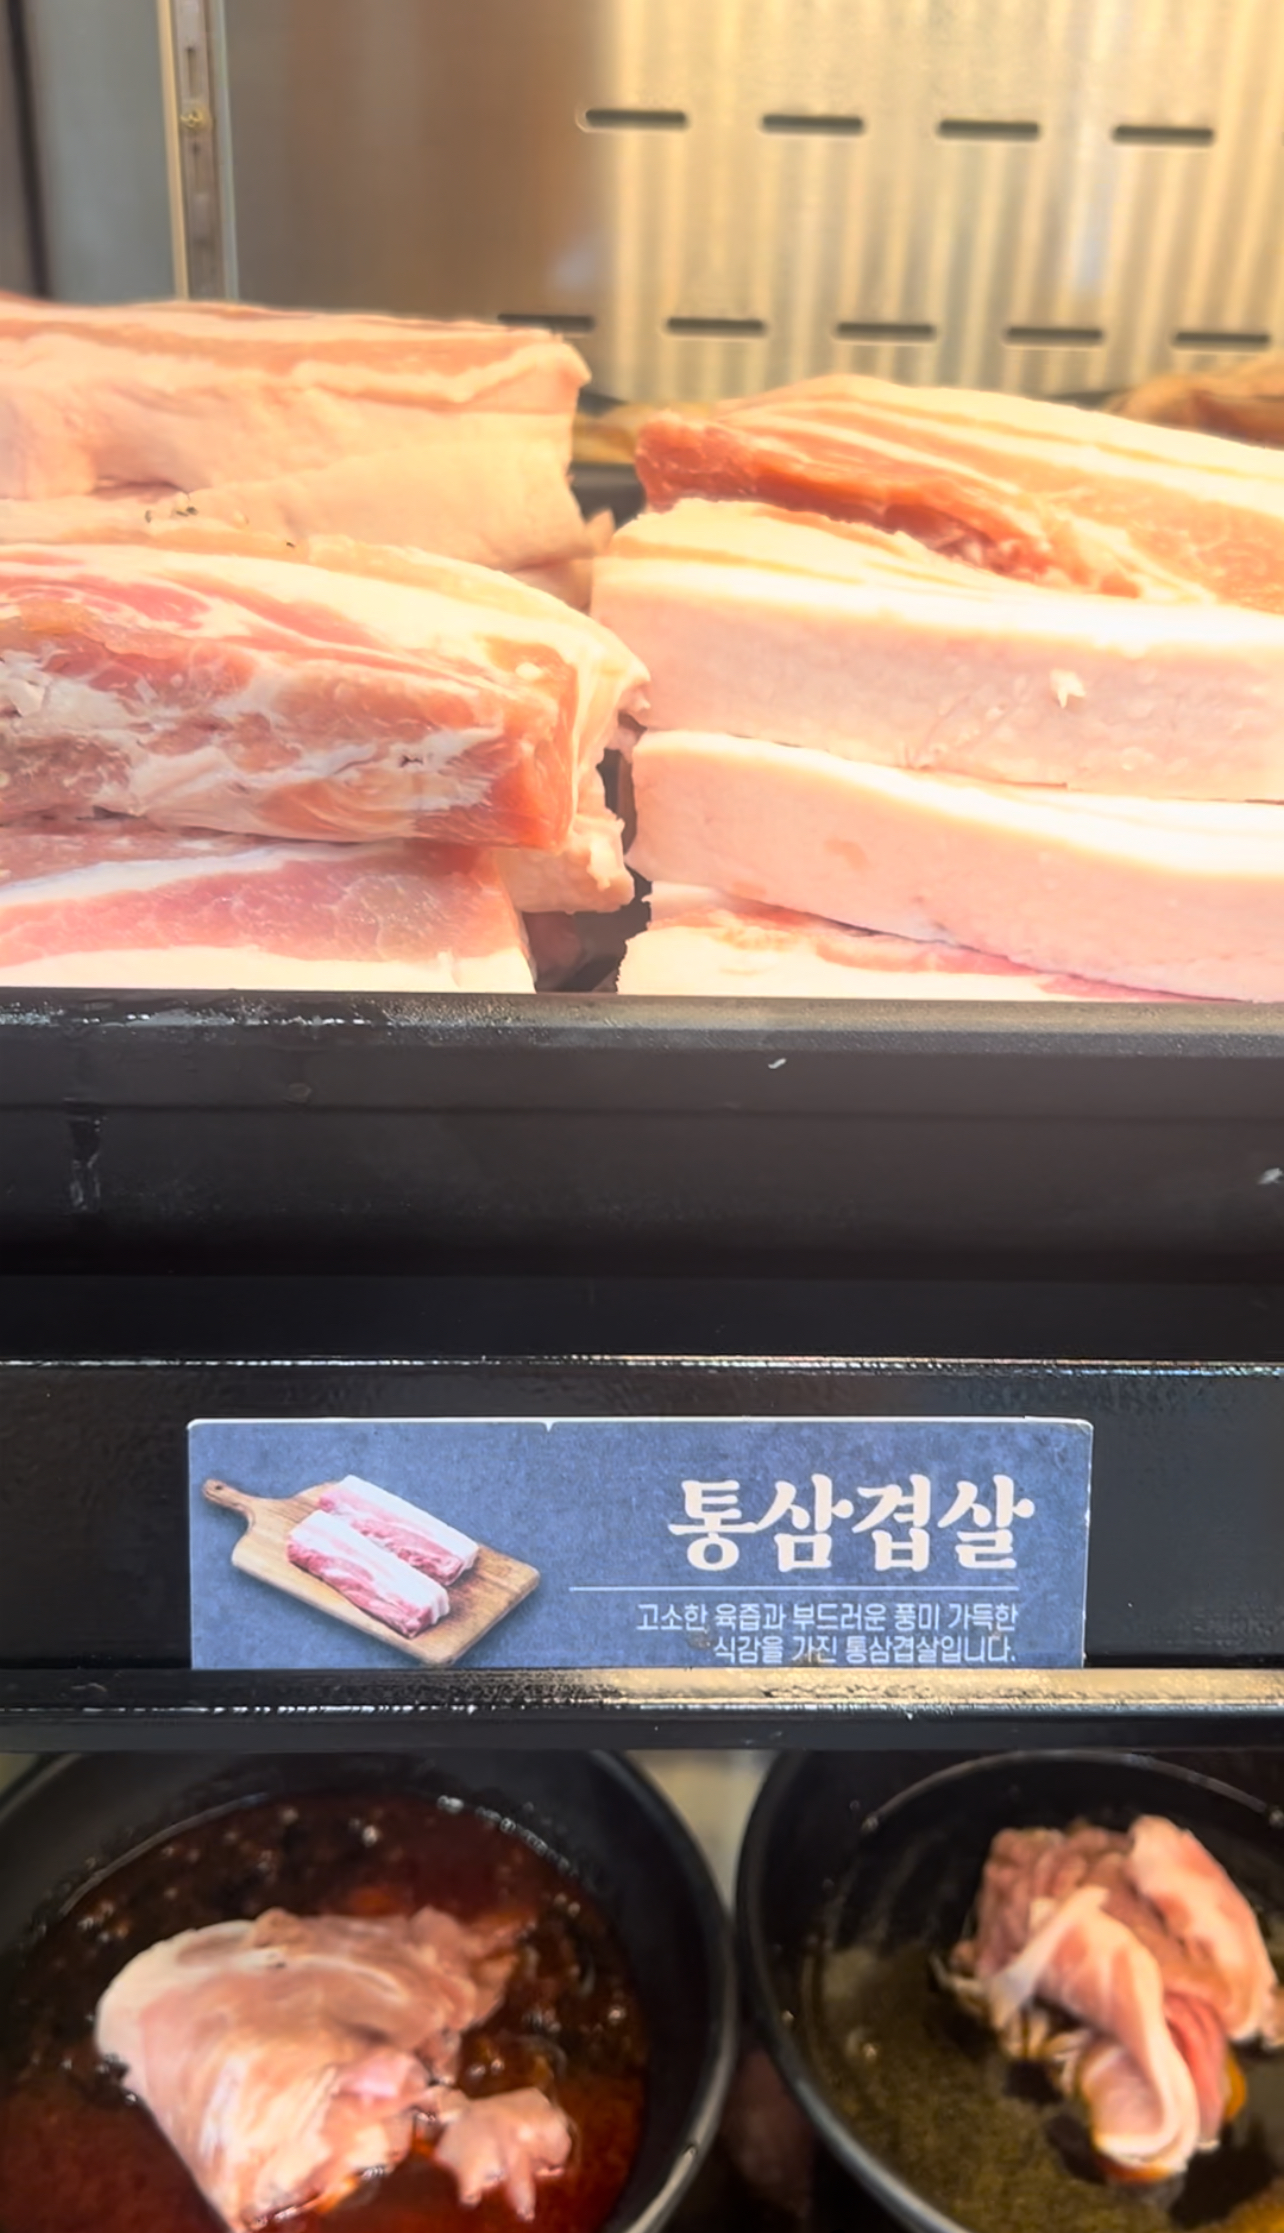 통삼겹살
고소한 육즙과 부드러운 풍미 가득한
식감을 가진 통삼겹살입니다.